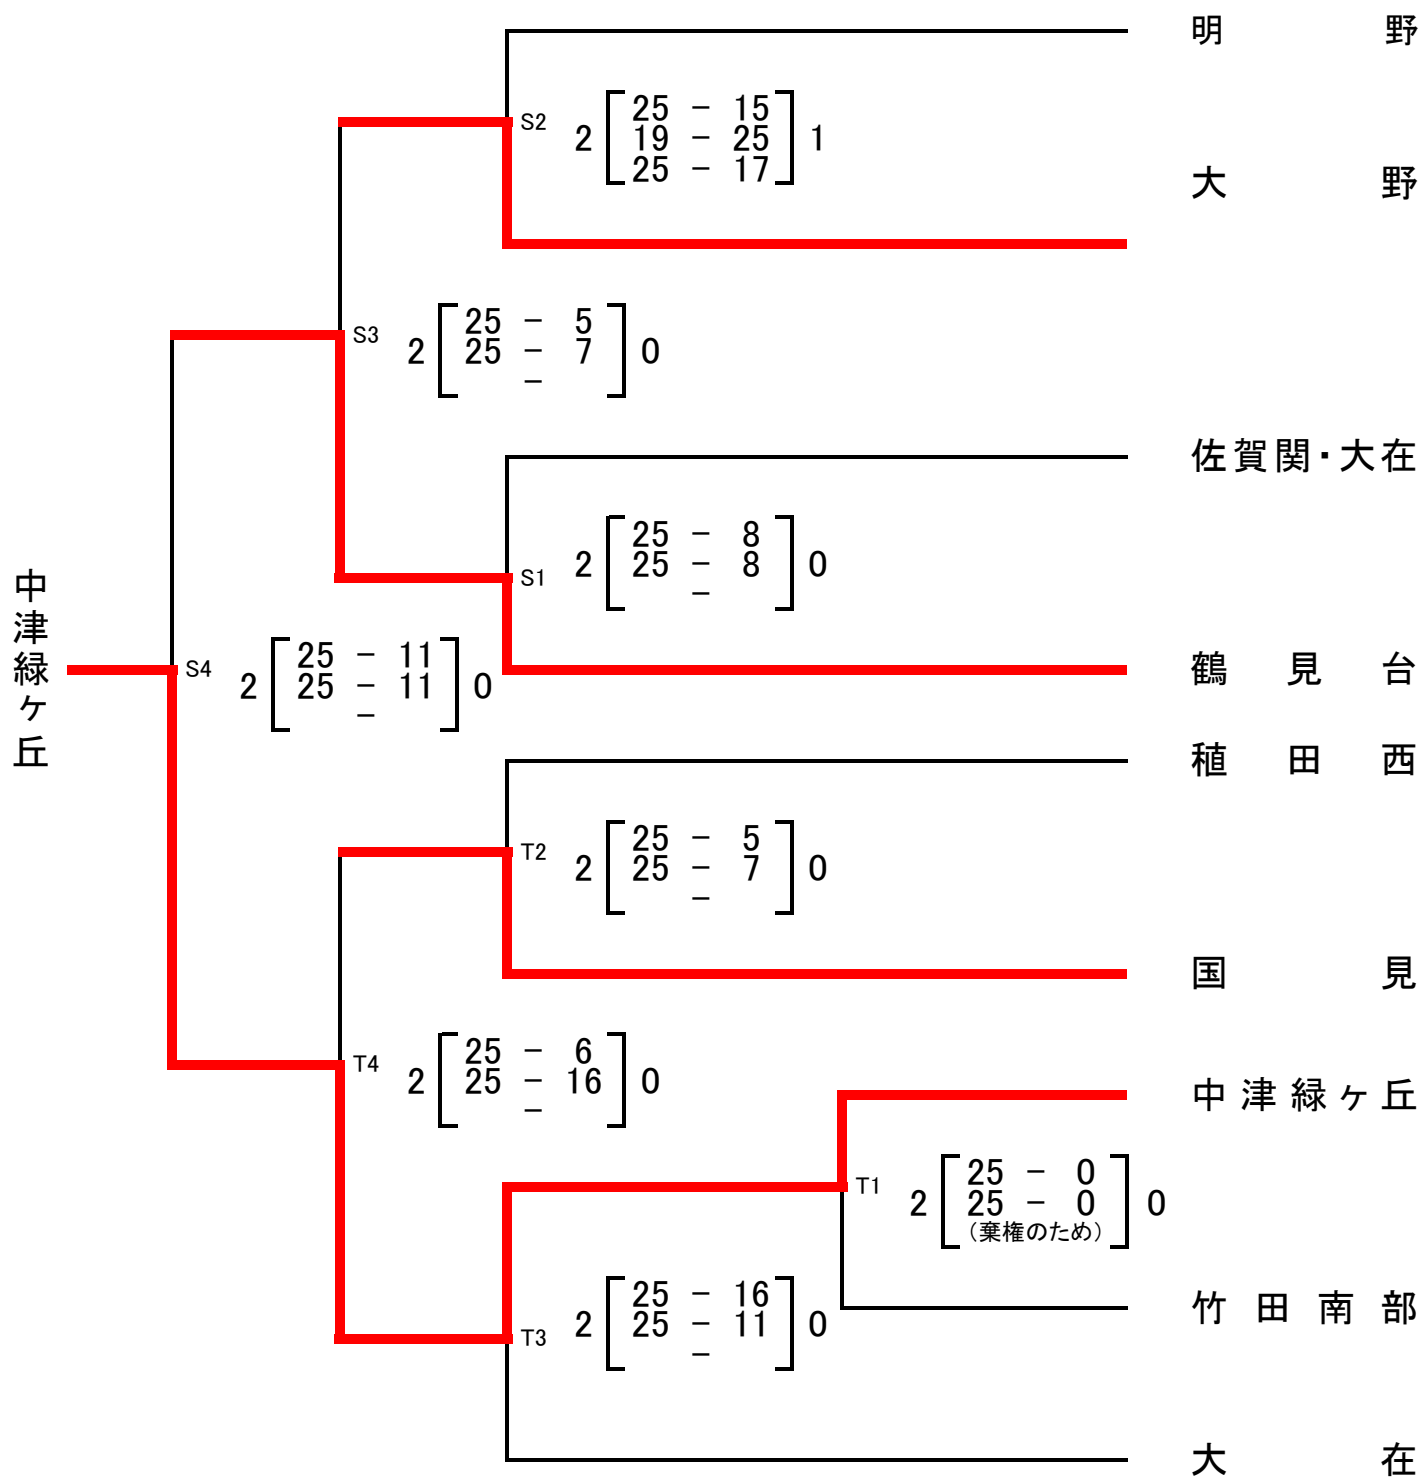 明野
S2
2 25 - 15 1
19 - 25
25 - 17
大野
S3
2 25 - 5 0
25 - 7
-
佐賀関・大在
S1
2 25 - 8 0
25 - 8
-
中津緑ヶ丘
S4
2 25 - 11 0
25 - 11
-
鶴見台
稙田西
T2
2 25 - 5 0
25 - 7
-
国見
T4
2 25 - 6 0
25 - 16
-
中津緑ヶ丘
T1
2 25 - 0 0
25 - 0
(棄権のため)
竹田南部
T3
2 25 - 16 0
25 - 11
-
大在